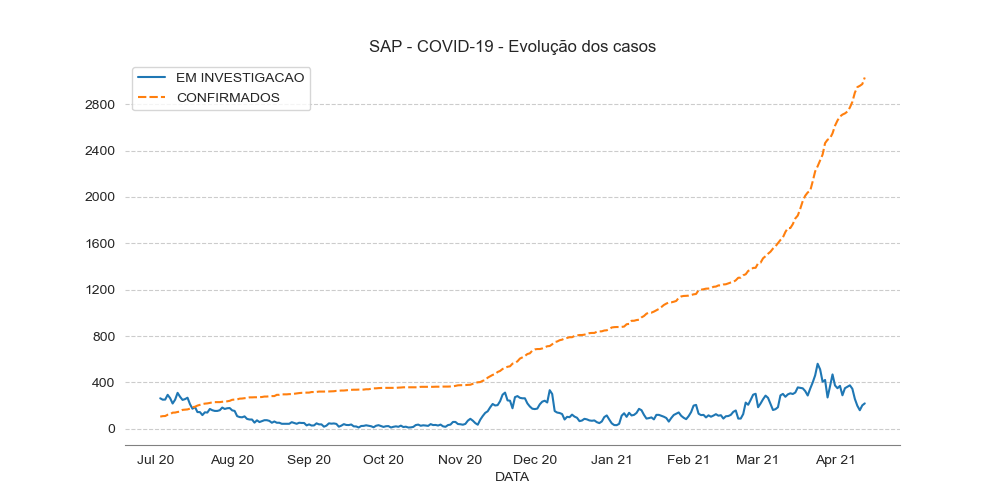 SAP - COVID-19 - Evolução dos casos
EM INVESTIGACAO
CONFIRMADOS
2800
2400
2000
1600
1200
800
400
0
Jul 20 Aug 20 Sep 20 Oct 20 Nov 20 Dec 20 Jan 21 Feb 21 Mar 21 Apr 21
DATA